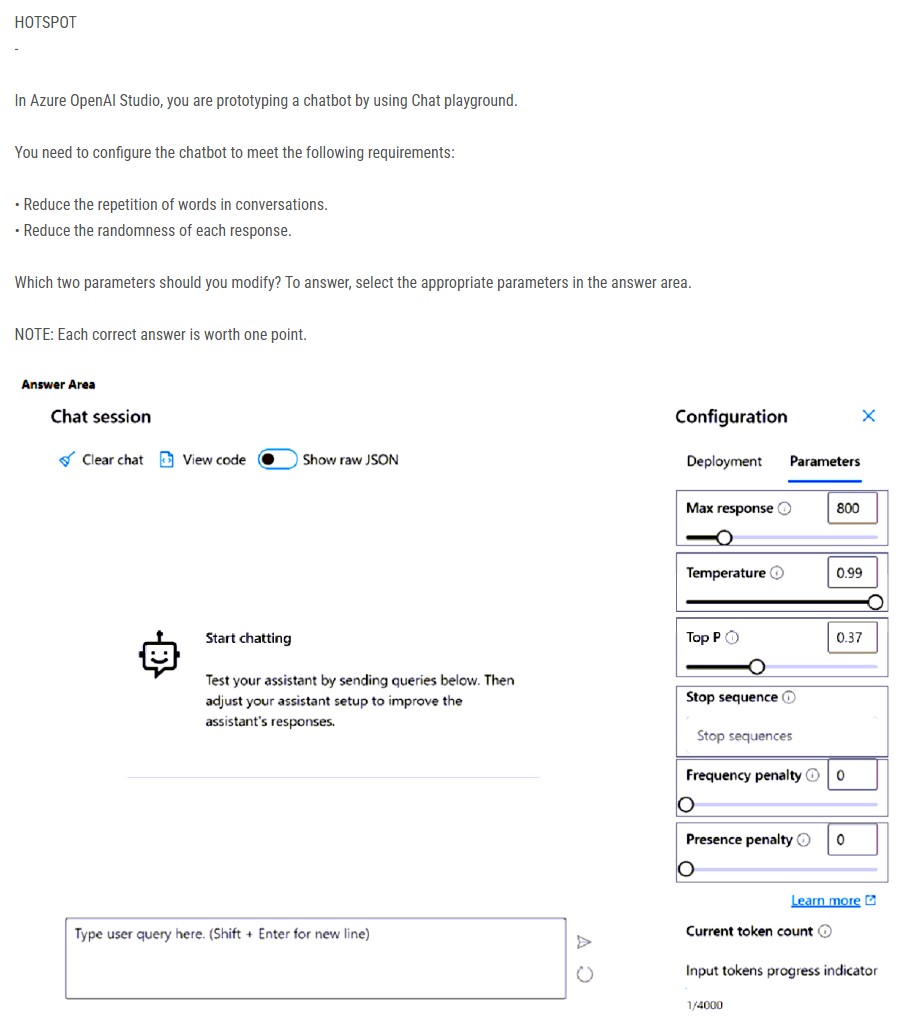 HOTSPOT
-
In Azure OpenAI Studio, you are prototyping a chatbot by using Chat playground.
You need to configure the chatbot to meet the following requirements:
• Reduce the repetition of words in conversations.
• Reduce the randomness of each response.
Which two parameters should you modify? To answer, select the appropriate parameters in the answer area.
NOTE: Each correct answer is worth one point.
Answer Area
Chat session
Clear chat View code Show raw JSON
Start chatting
Test your assistant by sending queries below. Then
adjust your assistant setup to improve the
assistant's responses.
Type user query here. (Shift + Enter for new line)
Configuration
Deployment Parameters
Max response 800
Temperature 0.99
Top P 0.37
Stop sequence
Stop sequences
Frequency penalty 0
Presence penalty 0
Learn more
Current token count
Input tokens progress indicator
1/4000